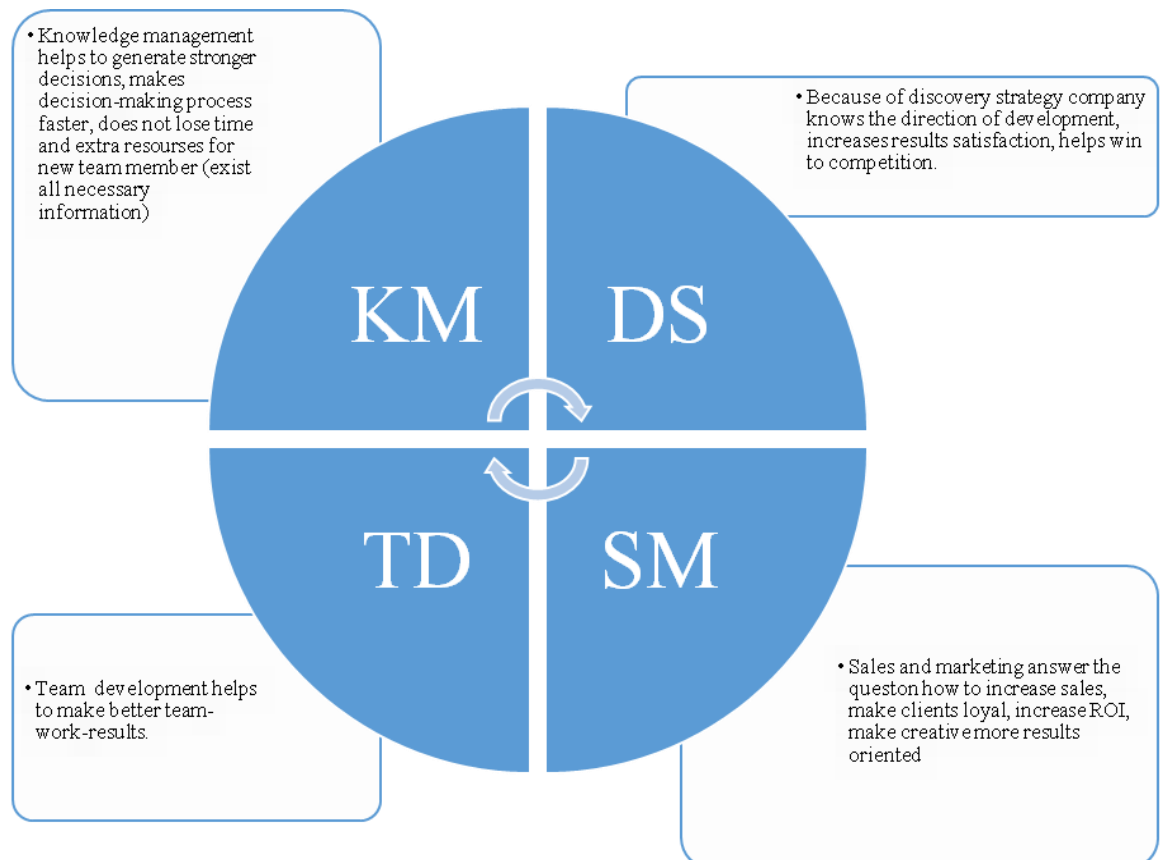 • Knowledge management
helps to generate stronger
decisions, makes
decision-making process
faster, does not lose time
and extra resourses for
new team member (exist
all necessary
information)
• Because of discovery strategy company
knows the direction of development,
increases results satisfaction, helps win
to competition.
KM
DS
TD
SM
• Team development helps
to make better team-
work-results.
• Sales and marketing answer the
queston how to increase sales,
make clients loyal, increase ROI,
make creative more results
oriented